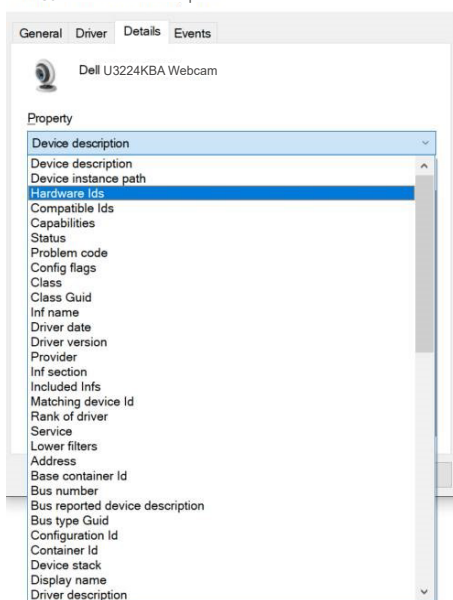 General Driver Details Events
Dell U3224KBA Webcam
Property
Device description
Device description
Device instance path
Hardware Ids
Compatible Ids
Capabilities
Status
Problem code
Config flags
Class
Class Guid
Inf name
Driver date
Driver version
Provider
Inf section
Included Infs
Matching device Id
Rank of driver
Service
Lower filters
Address
Base container Id
Bus number
Bus reported device description
Bus type Guid
Configuration Id
Container Id
Device stack
Display name
Driver description